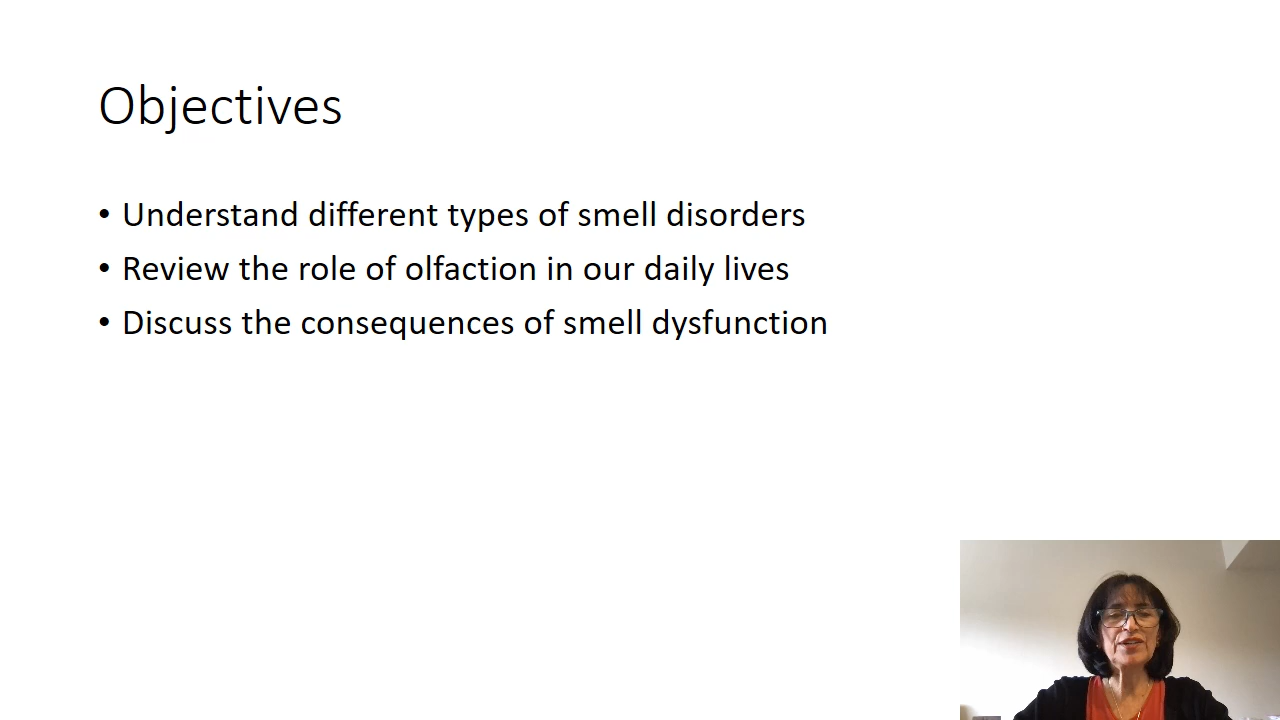 Objectives
• Understand different types of smell disorders
• Review the role of olfaction in our daily lives
• Discuss the consequences of smell dysfunction